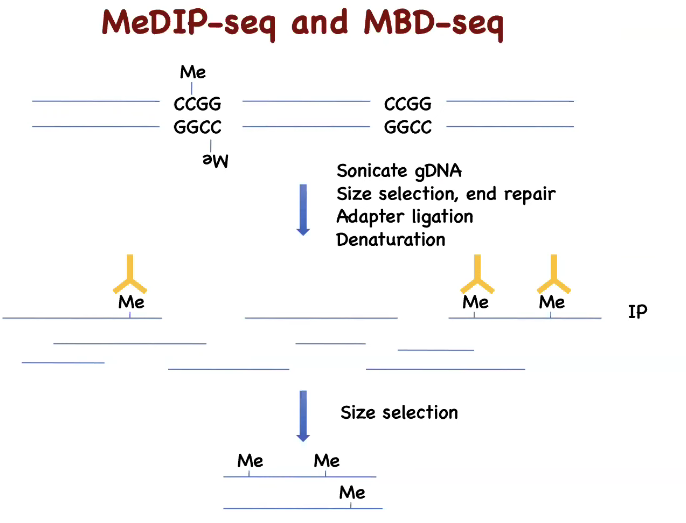 MeDIP-seq and MBD-seq
Me
CCGG CCGG
GGCC GGCC
Me
Sonicate gDNA
Size selection, end repair
Adapter ligation
Denaturation
Me Me Me
IP
Size selection
Me Me
Me